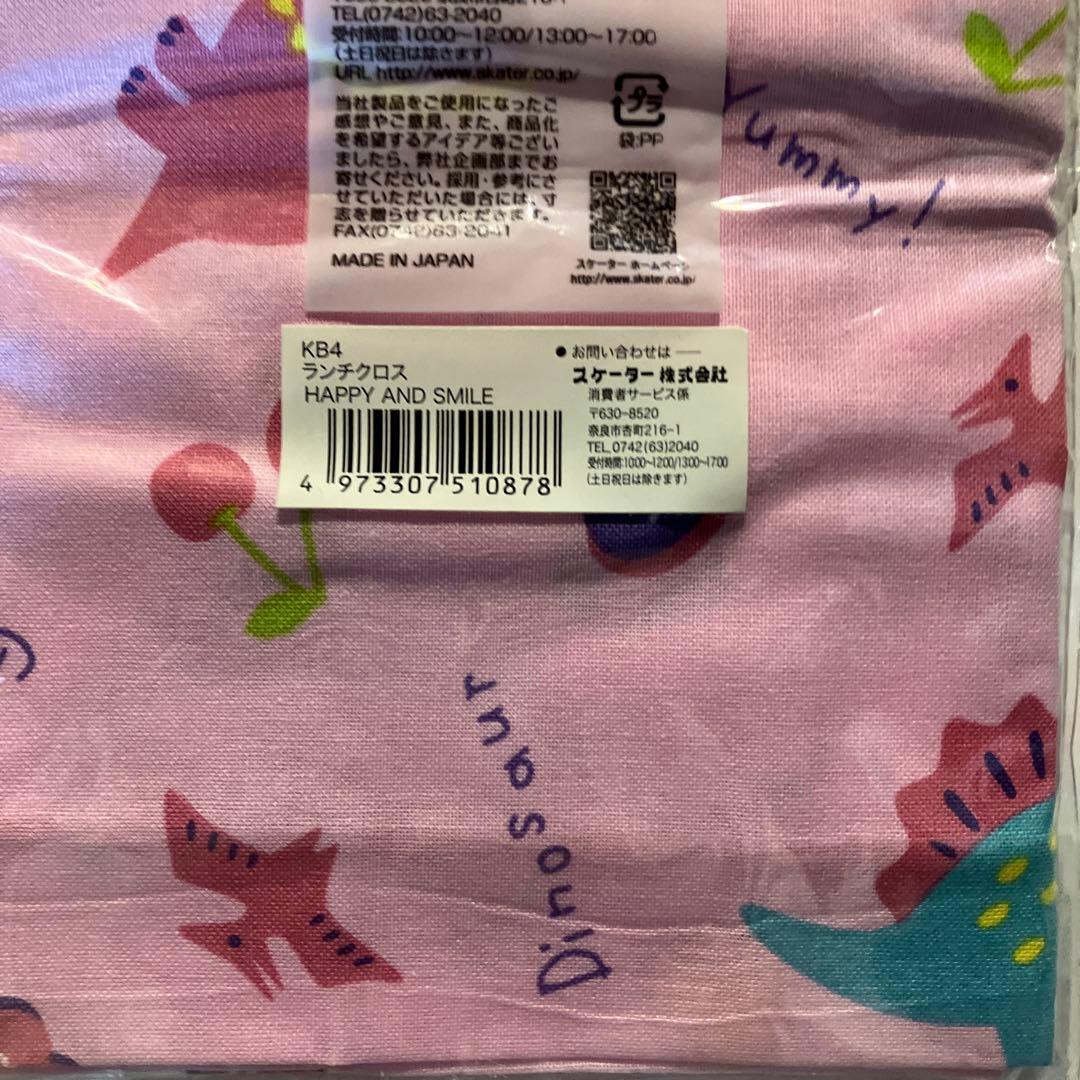 TEL(0742)63-2040
受付時間:10:00～12:00/13:00～17:00
(土日祝日は除きます)
URL http://www.skater.co.jp/
当社製品をご使用になったご
感想やご意見、また、商品化
を希望するアイデア等ござい
ましたら、弊社企画部までお
寄せください。採用・参考にさ
せていただいた場合には、寸
志を贈らせていただきます。
FAX(0742)63-2041
MADE IN JAPAN
プラ
袋:PP
スケーター ホームページ
http://www.skater.co.jp/
Yummy!
KB4
ランチクロス
HAPPY AND SMILE
4 973307 510878
● お問い合わせは
スケーター株式会社
消費者サービス係
〒630-8520
奈良市杏町216-1
TEL.0742(63)2040
受付時間:10:00~12:00/13:00~17:00
(土日祝日は除きます)
Dinosaur